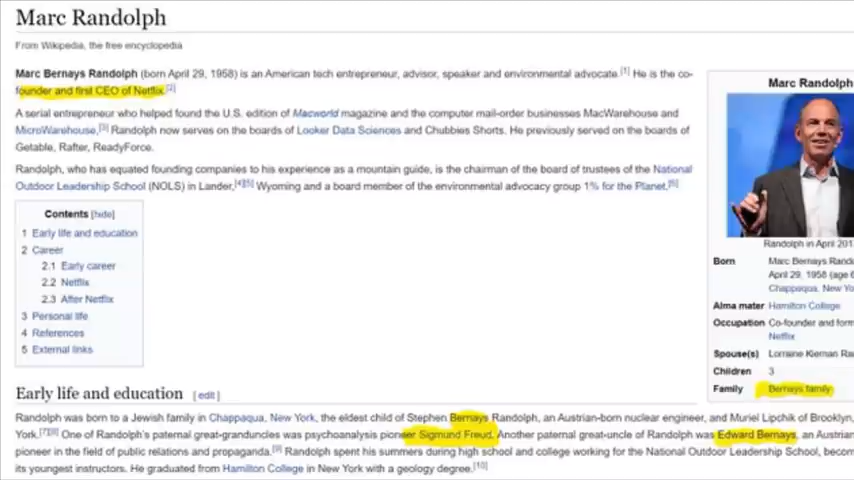 Marc Randolph
From Wikipedia, the free encyclopedia
Marc Bernays Randolph (born April 29, 1958) is an American tech entrepreneur, advisor, speaker and environmental advocate.[1] He is the co-
founder and first CEO of Netflix.[2]
A serial entrepreneur who helped found the U.S. edition of Macworld magazine and the computer mail-order businesses MacWarehouse and
MicroWarehouse,[3] Randolph now serves on the boards of Looker Data Sciences and Chubbies Shorts. He previously served on the boards of
Getable, Rafter, ReadyForce.
Randolph, who has equated founding companies to his experience as a mountain guide, is the chairman of the board of trustees of the National
Outdoor Leadership School (NOLS) in Lander,[4][5] Wyoming and a board member of the environmental advocacy group 1% for the Planet.[6]
Contents [hide]
1 Early life and education
2 Career
2.1 Early career
2.2 Netflix
2.3 After Netflix
3 Personal life
4 References
5 External links
Marc Randolph
Randolph in April 201
Born Marc Bernays Rando
April 29, 1958 (age 6
Chappaqua, New Yo
Alma mater Hamilton College
Occupation Co-founder and form
Netflix
Spouse(s) Lorraine Kiernan Ra
Children 3
Family Bernays family
Early life and education [ edit ]
Randolph was born to a Jewish family in Chappaqua, New York, the eldest child of Stephen Bernays Randolph, an Austrian-born nuclear engineer, and Muriel Lipchik of Brooklyn,
York.[7][8] One of Randolph's paternal great-granduncles was psychoanalysis pioneer Sigmund Freud. Another paternal great-uncle of Randolph was Edward Bernays, an Austrian
pioneer in the field of public relations and propaganda.[9] Randolph spent his summers during high school and college working for the National Outdoor Leadership School, becom
its youngest instructors. He graduated from Hamilton College in New York with a geology degree.[10]